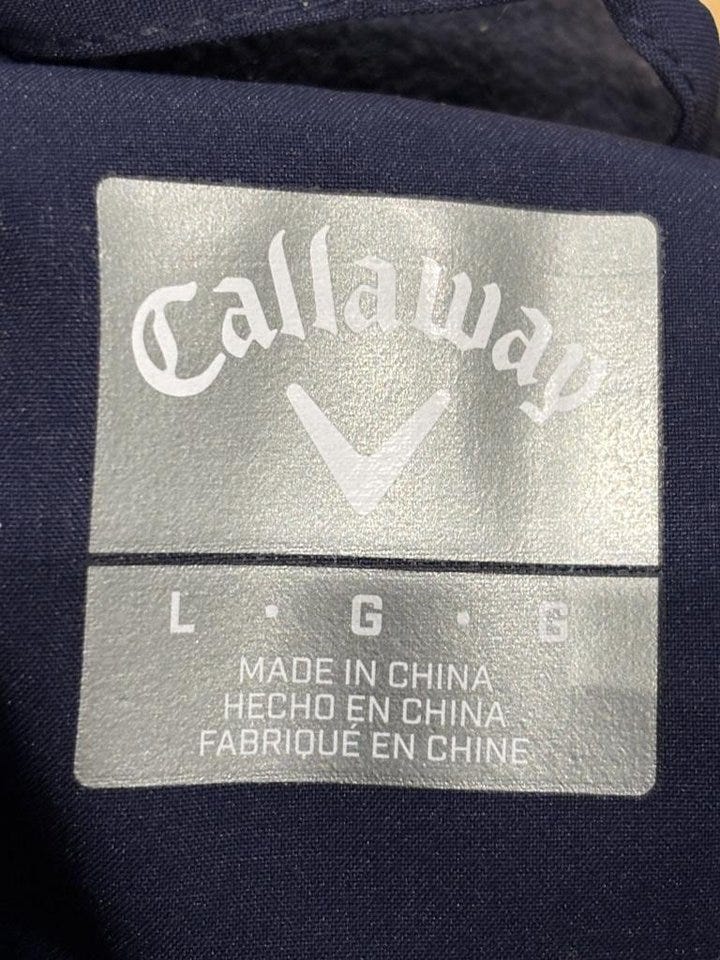 Callaway
L · G · G
MADE IN CHINA
HECHO EN CHINA
FABRIQUÉ EN CHINE